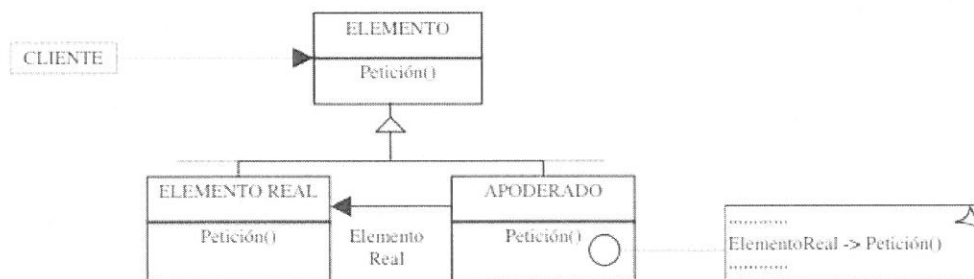 ELEMENTO
CLIENTE
Petición()
ELEMENTO REAL
APODERADO
Petición()
Elemento
Real
Petición()
............
ElementoReal -> Petición()
............